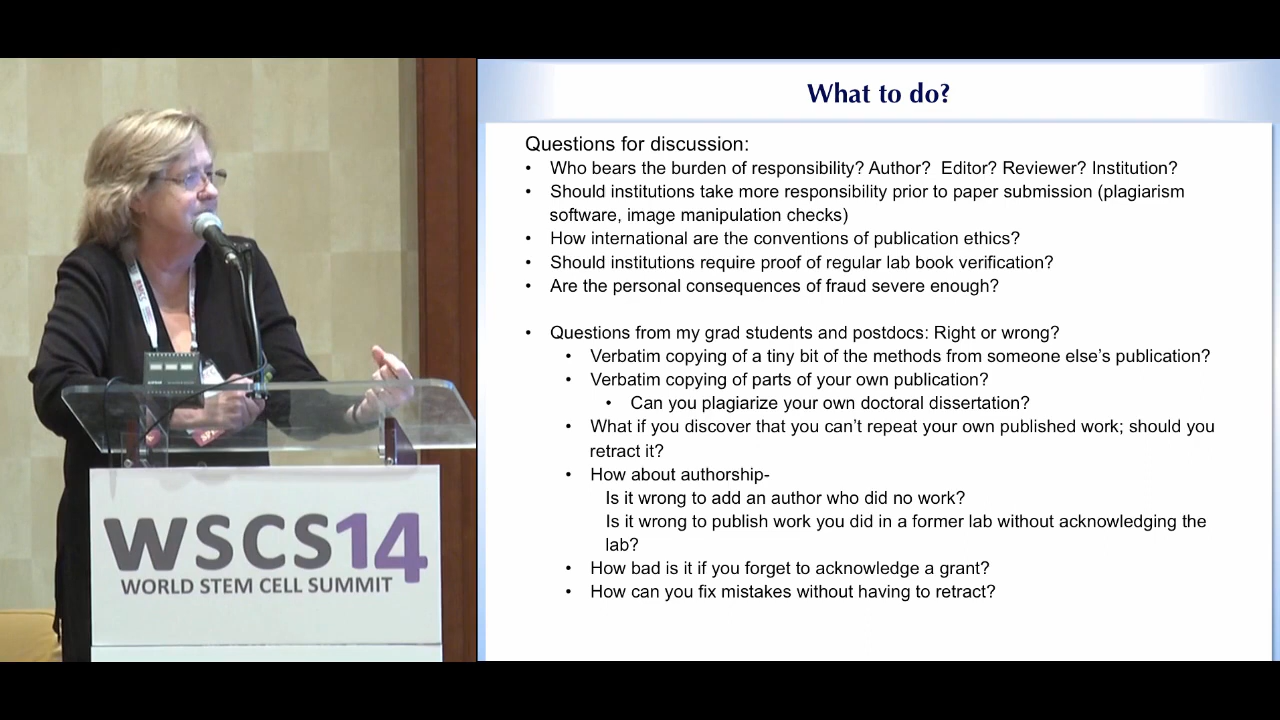 What to do?
Questions for discussion:
• Who bears the burden of responsibility? Author?  Editor? Reviewer? Institution?
• Should institutions take more responsibility prior to paper submission (plagiarism
software, image manipulation checks)
• How international are the conventions of publication ethics?
• Should institutions require proof of regular lab book verification?
• Are the personal consequences of fraud severe enough?
• Questions from my grad students and postdocs: Right or wrong?
• Verbatim copying of a tiny bit of the methods from someone else’s publication?
• Verbatim copying of parts of your own publication?
• Can you plagiarize your own doctoral dissertation?
• What if you discover that you can’t repeat your own published work; should you
retract it?
• How about authorship-
Is it wrong to add an author who did no work?
Is it wrong to publish work you did in a former lab without acknowledging the
lab?
• How bad is it if you forget to acknowledge a grant?
• How can you fix mistakes without having to retract?
WSCS14
WORLD STEM CELL SUMMIT